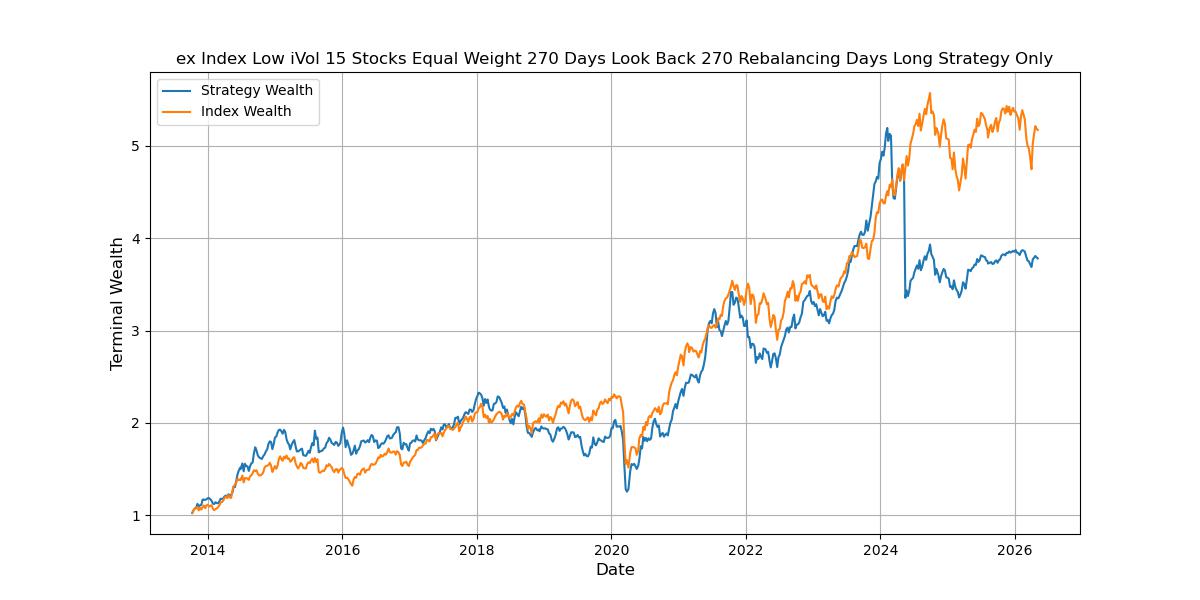 ex Index Low iVol 15 Stocks Equal Weight 270 Days Look Back 270 Rebalancing Days Long Strategy Only
Strategy Wealth
Index Wealth
Terminal Wealth
5
4
3
2
1
2014 2016 2018 2020 2022 2024 2026
Date